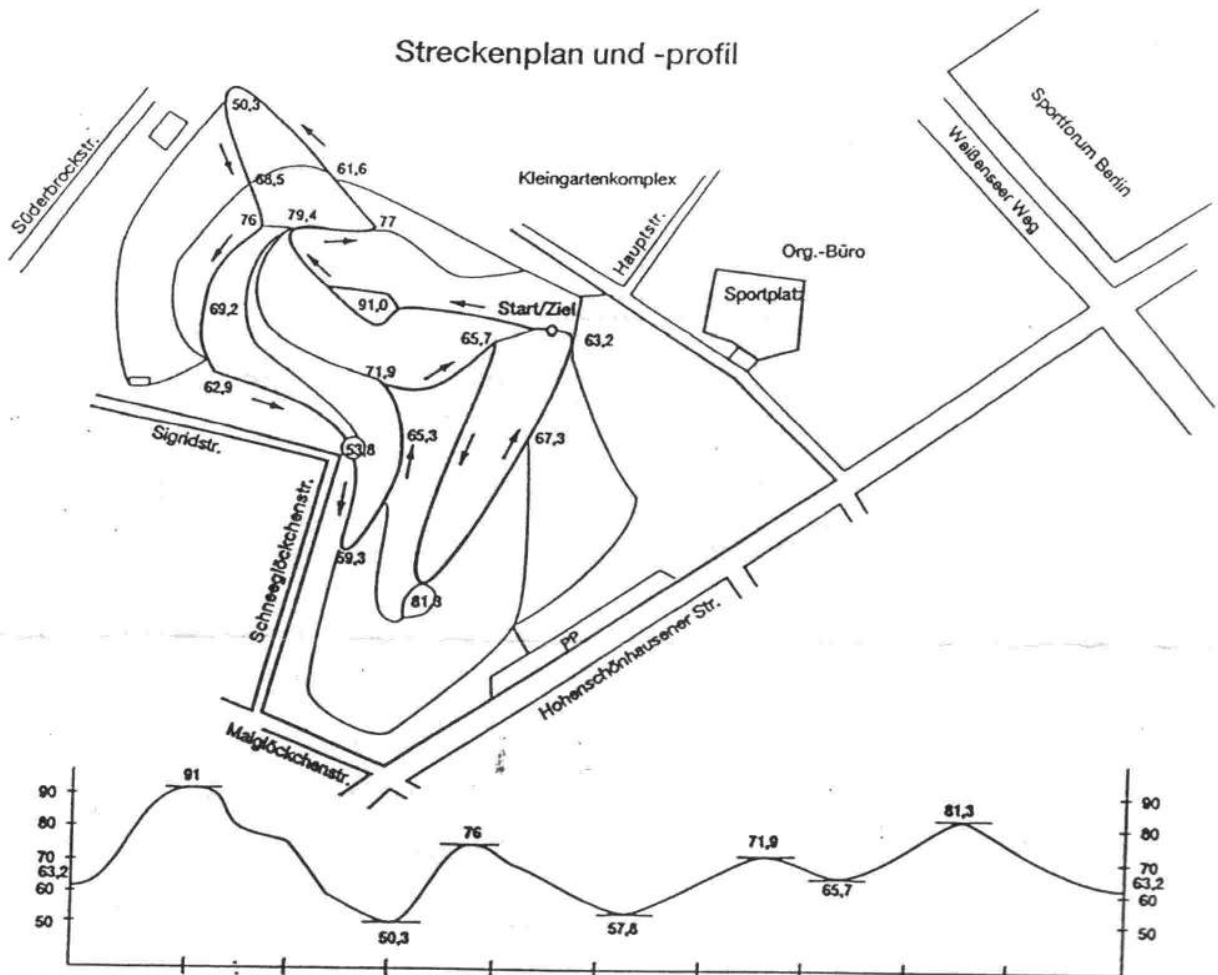 Streckenplan und -profil
50,3
Süderbrockstr.
Sportforum Berlin
Weißenseer Weg
61,6
68,5
Kleingartenkomplex
Hauptstr.
76
79,4
77
Org.-Büro
Sportplatz
69,2
91,0
Start/Ziel
65,7
63,2
71,9
62,9
Sigridstr.
65,3
67,3
53,8
Schneeglöckchenstr.
59,3
81,3
PP
Hohenschönhausener Str.
Maiglöckchenstr.
91
90
80
70
63,2
60
50
50,3
76
57,8
71,9
65,7
81,3
90
80
70
63,2
60
50